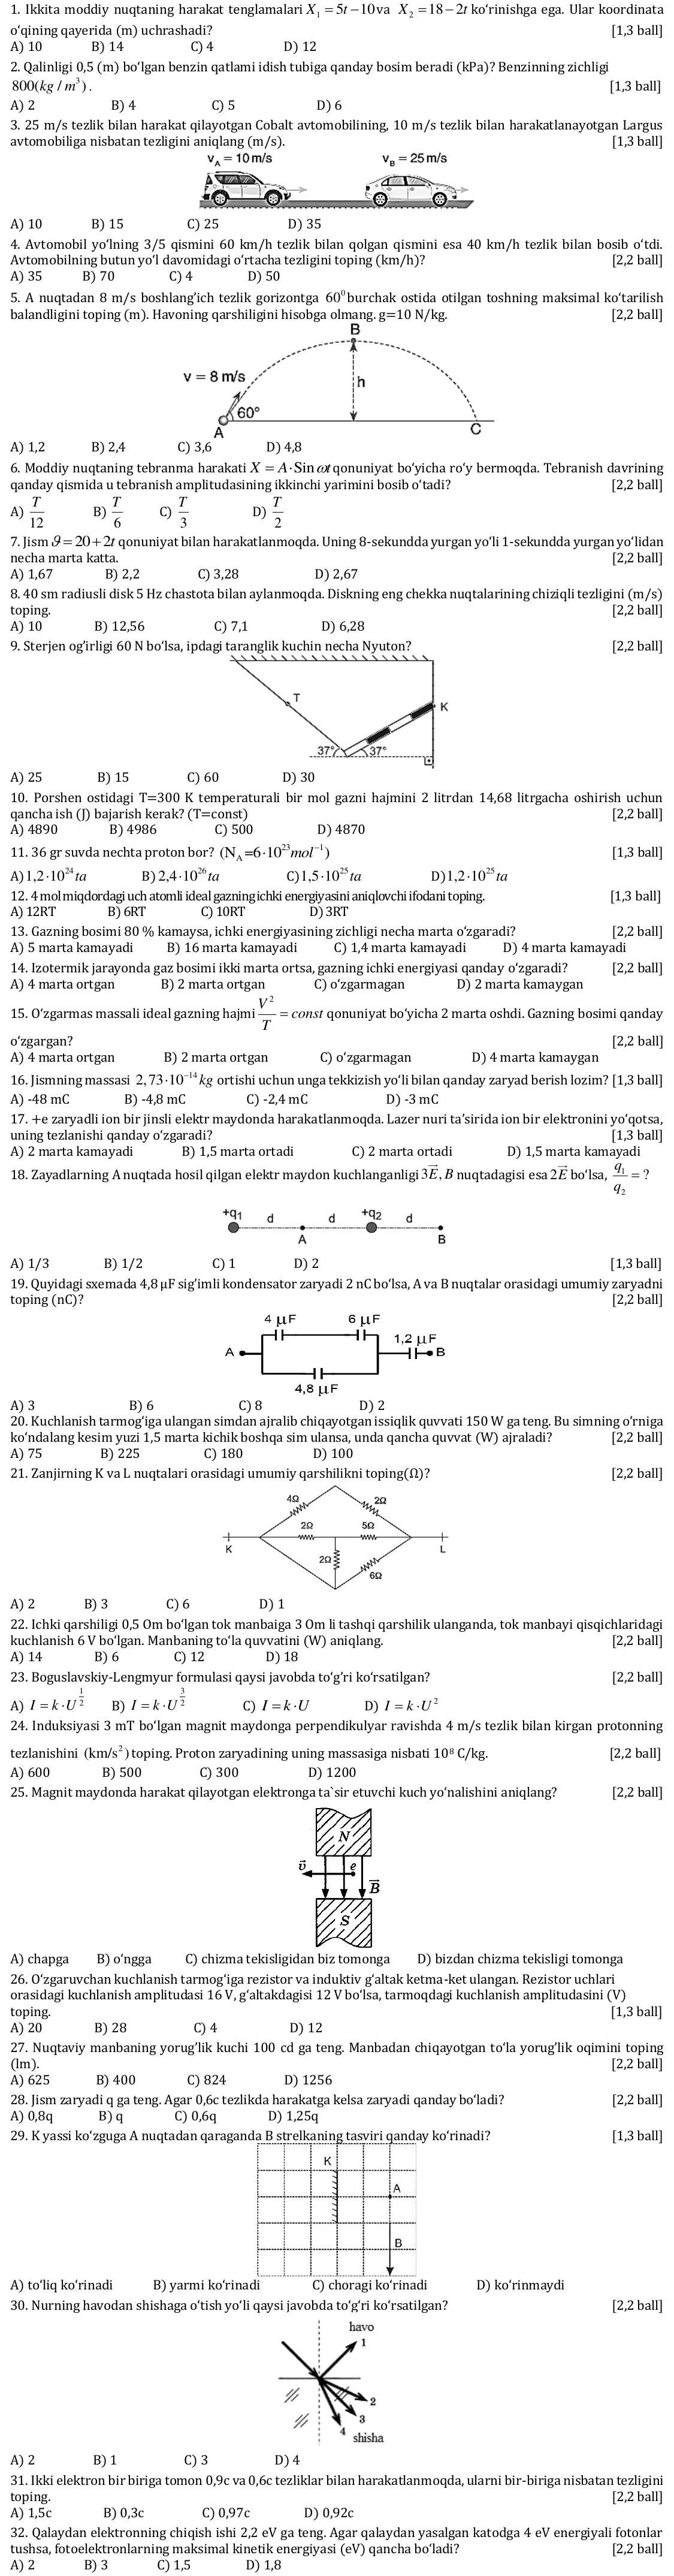 1. Ikkita moddiy nuqtaning harakat tenglamalari X₁ = 5t − 10 va X₂ = 18 − 2t ko‘rinishga ega. Ular koordinata
o‘qining qayerida (m) uchrashadi? [1,3 ball]
A) 10 B) 14 C) 4 D) 12
2. Qalinligi 0,5 (m) bo‘lgan benzin qatlami idish tubiga qanday bosim beradi (kPa)? Benzinning zichligi
800(kg / m³). [1,3 ball]
A) 2 B) 4 C) 5 D) 6
3. 25 m/s tezlik bilan harakat qilayotgan Cobalt avtomobilining, 10 m/s tezlik bilan harakatlanayotgan Largus
avtomobiliga nisbatan tezligini aniqlang (m/s). [1,3 ball]
v_A = 10 m/s v_B = 25 m/s
A) 10 B) 15 C) 25 D) 35
4. Avtomobil yo‘lning 3/5 qismini 60 km/h tezlik bilan qolgan qismini esa 40 km/h tezlik bilan bosib o‘tdi.
Avtomobilning butun yo‘l davomidagi o‘rtacha tezligini toping (km/h)? [2,2 ball]
A) 35 B) 70 C) 4 D) 50
5. A nuqtadan 8 m/s boshlang‘ich tezlik gorizontga 60⁰ burchak ostida otilgan toshning maksimal ko‘tarilish
balandligini toping (m). Havoning qarshiligini hisobga olmang. g=10 N/kg. [2,2 ball]
B
v = 8 m/s
h
60°
A C
A) 1,2 B) 2,4 C) 3,6 D) 4,8
6. Moddiy nuqtaning tebranma harakati X = A·Sin ωt qonuniyat bo‘yicha ro‘y bermoqda. Tebranish davrining
qanday qismida u tebranish amplitudasining ikkinchi yarimini bosib o‘tadi? [2,2 ball]
A) T/12 B) T/6 C) T/3 D) T/2
7. Jism ϑ = 20 + 2t qonuniyat bilan harakatlanmoqda. Uning 8-sekundda yurgan yo‘li 1-sekundda yurgan yo‘lidan
necha marta katta. [2,2 ball]
A) 1,67 B) 2,2 C) 3,28 D) 2,67
8. 40 sm radiusli disk 5 Hz chastota bilan aylanmoqda. Diskning eng chekka nuqtalarining chiziqli tezligini (m/s)
toping. [2,2 ball]
A) 10 B) 12,56 C) 7,1 D) 6,28
9. Sterjen og‘irligi 60 N bo‘lsa, ipdagi taranglik kuchin necha Nyuton? [2,2 ball]
T
K
37° 37°
A) 25 B) 15 C) 60 D) 30
10. Porshen ostidagi T=300 K temperaturali bir mol gazni hajmini 2 litrdan 14,68 litrgacha oshirish uchun
qancha ish (J) bajarish kerak? (T=const) [2,2 ball]
A) 4890 B) 4986 C) 500 D) 4870
11. 36 gr suvda nechta proton bor? (N_A=6·10²³ mol⁻¹) [1,3 ball]
A) 1,2·10²⁴ ta B) 2,4·10²⁶ ta C) 1,5·10²⁵ ta D) 1,2·10²⁵ ta
12. 4 mol miqdordagi uch atomli ideal gazning ichki energiyasini aniqlovchi ifodani toping. [1,3 ball]
A) 12RT B) 6RT C) 10RT D) 3RT
13. Gazning bosimi 80 % kamaysa, ichki energiyasining zichligi necha marta o‘zgaradi? [2,2 ball]
A) 5 marta kamayadi B) 16 marta kamayadi C) 1,4 marta kamayadi D) 4 marta kamayadi
14. Izotermik jarayonda gaz bosimi ikki marta ortsa, gazning ichki energiyasi qanday o‘zgaradi? [2,2 ball]
A) 4 marta ortgan B) 2 marta ortgan C) o‘zgarmagan D) 2 marta kamaygan
15. O‘zgarmas massali ideal gazning hajmi V²/T = const qonuniyat bo‘yicha 2 marta oshdi. Gazning bosimi qanday
o‘zgargan? [2,2 ball]
A) 4 marta ortgan B) 2 marta ortgan C) o‘zgarmagan D) 4 marta kamaygan
16. Jismning massasi 2,73·10⁻¹⁴ kg ortishi uchun unga tekkizish yo‘li bilan qanday zaryad berish lozim? [1,3 ball]
A) -48 mC B) -4,8 mC C) -2,4 mC D) -3 mC
17. +e zaryadli ion bir jinsli elektr maydonda harakatlanmoqda. Lazer nuri ta’sirida ion bir elektronini yo‘qotsa,
uning tezlanishi qanday o‘zgaradi? [1,3 ball]
A) 2 marta kamayadi B) 1,5 marta ortadi C) 2 marta ortadi D) 1,5 marta kamayadi
18. Zayadlarning A nuqtada hosil qilgan elektr maydon kuchlanganligi 3E⃗, B nuqtadagisi esa 2E⃗ bo‘lsa, q₁/q₂ = ?
+q₁ d d +q₂ d
A B
A) 1/3 B) 1/2 C) 1 D) 2 [1,3 ball]
19. Quyidagi sxemada 4,8 μF sig‘imli kondensator zaryadi 2 nC bo‘lsa, A va B nuqtalar orasidagi umumiy zaryadni
toping (nC)? [2,2 ball]
4 μF 6 μF
1,2 μF
A B
4,8 μF
A) 3 B) 6 C) 8 D) 2
20. Kuchlanish tarmog‘iga ulangan simdan ajralib chiqayotgan issiqlik quvvati 150 W ga teng. Bu simning o‘rniga
ko‘ndalang kesim yuzi 1,5 marta kichik boshqa sim ulansa, unda qancha quvvat (W) ajraladi? [2,2 ball]
A) 75 B) 225 C) 180 D) 100
21. Zanjirning K va L nuqtalari orasidagi umumiy qarshilikni toping(Ω)? [2,2 ball]
4Ω 2Ω
2Ω 5Ω
K L
2Ω
6Ω
A) 2 B) 3 C) 6 D) 1
22. Ichki qarshiligi 0,5 Om bo‘lgan tok manbaiga 3 Om li tashqi qarshilik ulanganda, tok manbayi qisqichlaridagi
kuchlanish 6 V bo‘lgan. Manbaning to‘la quvvatini (W) aniqlang. [2,2 ball]
A) 14 B) 6 C) 12 D) 18
23. Boguslavskiy-Lengmyur formulasi qaysi javobda to‘g‘ri ko‘rsatilgan? [2,2 ball]
A) I = k·U^(1/2) B) I = k·U^(3/2) C) I = k·U D) I = k·U²
24. Induksiyasi 3 mT bo‘lgan magnit maydonga perpendikulyar ravishda 4 m/s tezlik bilan kirgan protonning
tezlanishini (km/s²) toping. Proton zaryadining uning massasiga nisbati 10⁸ C/kg. [2,2 ball]
A) 600 B) 500 C) 300 D) 1200
25. Magnit maydonda harakat qilayotgan elektronga ta`sir etuvchi kuch yo‘nalishini aniqlang? [2,2 ball]
N
v⃗ e
B⃗
S
A) chapga B) o‘ngga C) chizma tekisligidan biz tomonga D) bizdan chizma tekisligi tomonga
26. O‘zgaruvchan kuchlanish tarmog‘iga rezistor va induktiv g‘altak ketma-ket ulangan. Rezistor uchlari
orasidagi kuchlanish amplitudasi 16 V, g‘altakdagisi 12 V bo‘lsa, tarmoqdagi kuchlanish amplitudasini (V)
toping. [1,3 ball]
A) 20 B) 28 C) 4 D) 12
27. Nuqtaviy manbaning yorug‘lik kuchi 100 cd ga teng. Manbadan chiqayotgan to‘la yorug‘lik oqimini toping
(lm). [2,2 ball]
A) 625 B) 400 C) 824 D) 1256
28. Jism zaryadi q ga teng. Agar 0,6c tezlikda harakatga kelsa zaryadi qanday bo‘ladi? [2,2 ball]
A) 0,8q B) q C) 0,6q D) 1,25q
29. K yassi ko‘zguga A nuqtadan qaraganda B strelkaning tasviri qanday ko‘rinadi? [1,3 ball]
K
A
B
A) to‘liq ko‘rinadi B) yarmi ko‘rinadi C) choragi ko‘rinadi D) ko‘rinmaydi
30. Nurning havodan shishaga o‘tish yo‘li qaysi javobda to‘g‘ri ko‘rsatilgan? [2,2 ball]
havo
1
2
3
4
shisha
A) 2 B) 1 C) 3 D) 4
31. Ikki elektron bir biriga tomon 0,9c va 0,6c tezliklar bilan harakatlanmoqda, ularni bir-biriga nisbatan tezligini
toping. [2,2 ball]
A) 1,5c B) 0,3c C) 0,97c D) 0,92c
32. Qalaydan elektronning chiqish ishi 2,2 eV ga teng. Agar qalaydan yasalgan katodga 4 eV energiyali fotonlar
tushsa, fotoelektronlarning maksimal kinetik energiyasi (eV) qancha bo‘ladi? [2,2 ball]
A) 2 B) 3 C) 1,5 D) 1,8